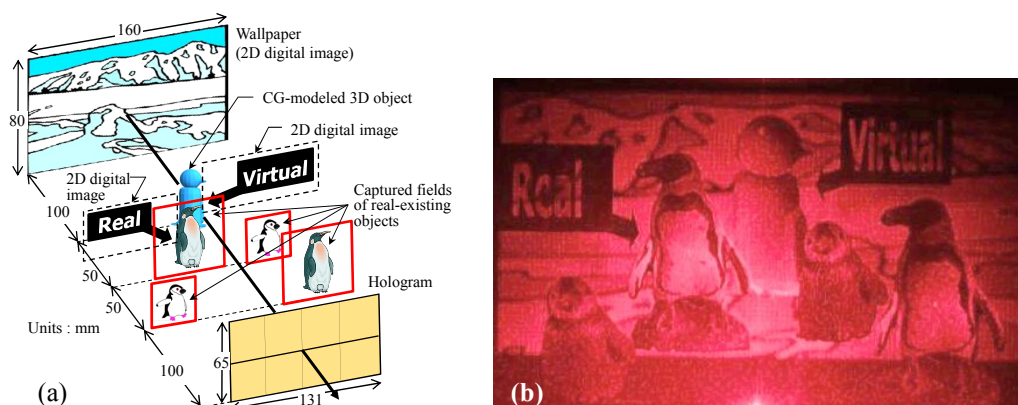 160
Wallpaper
(2D digital image)
CG-modeled 3D object
80
2D digital image
2D digital
image
Virtual
Real
Captured fields
of real-existing
objects
100
50
50
Hologram
Units : mm
100
65
131
(a)
Real
Virtual
(b)